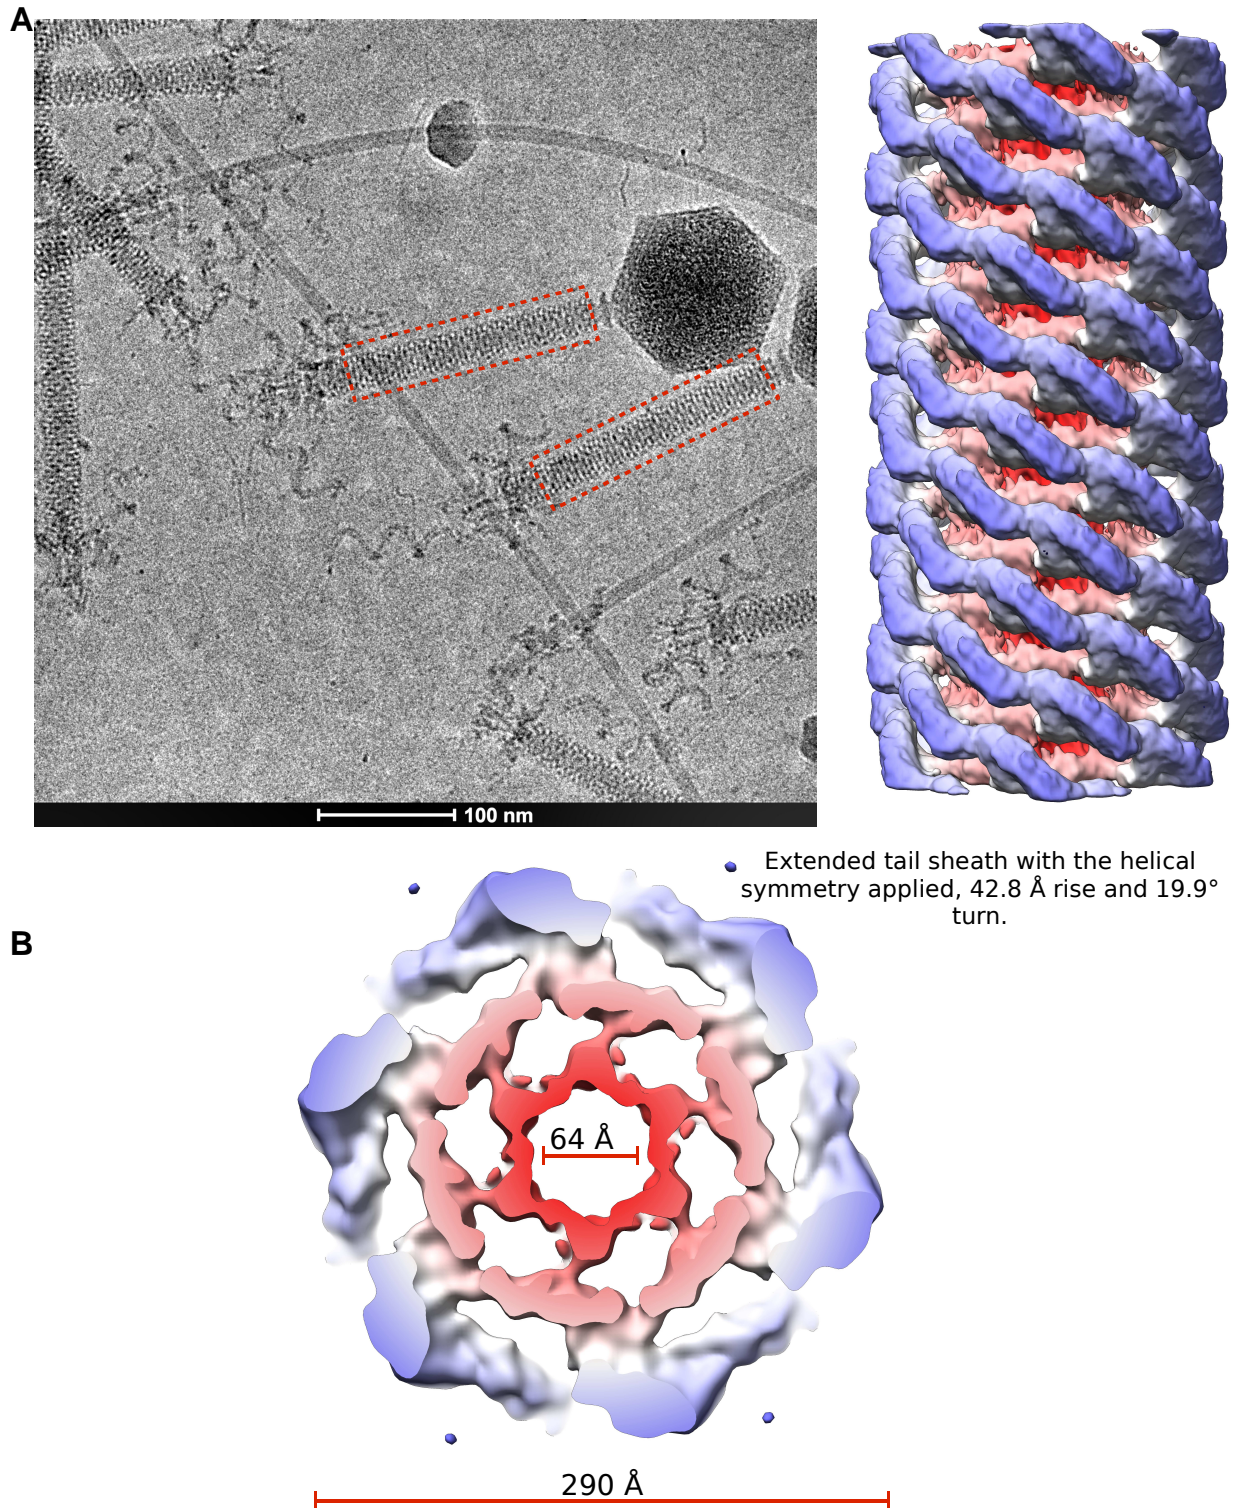 A
100 nm
Extended tail sheath with the helical
symmetry applied, 42.8 Å rise and 19.9°
turn.
B
64 Å
290 Å